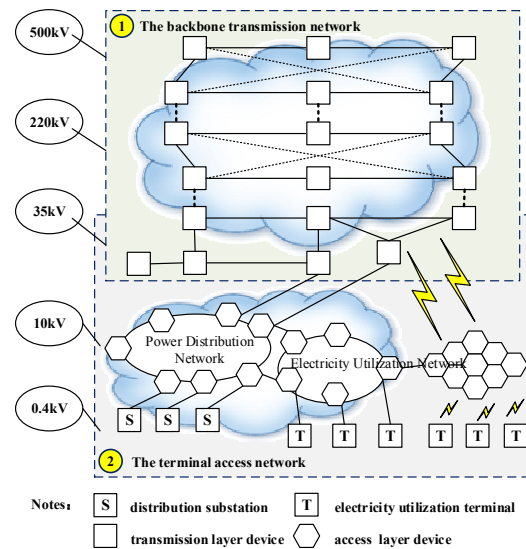 500kV
1 The backbone transmission network
220kV
35kV
10kV
Power Distribution
Network
Electricity Utilization Network
0.4kV
S S S
T T T T T T
2 The terminal access network
Notes:
S distribution substation
T electricity utilization terminal
transmission layer device
access layer device